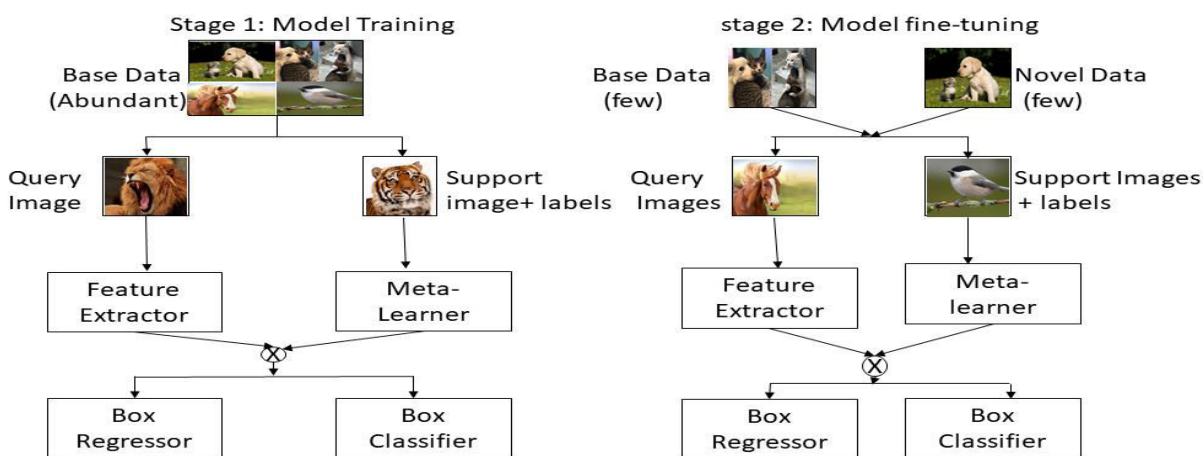 Stage 1: Model Training
Base Data
(Abundant)
Query
Image
Support
image+ labels
Feature
Extractor
Meta-
Learner
X
Box
Regressor
Box
Classifier
stage 2: Model fine-tuning
Base Data
(few)
Novel Data
(few)
Query
Images
Support Images
+ labels
Feature
Extractor
Meta-
learner
X
Box
Regressor
Box
Classifier